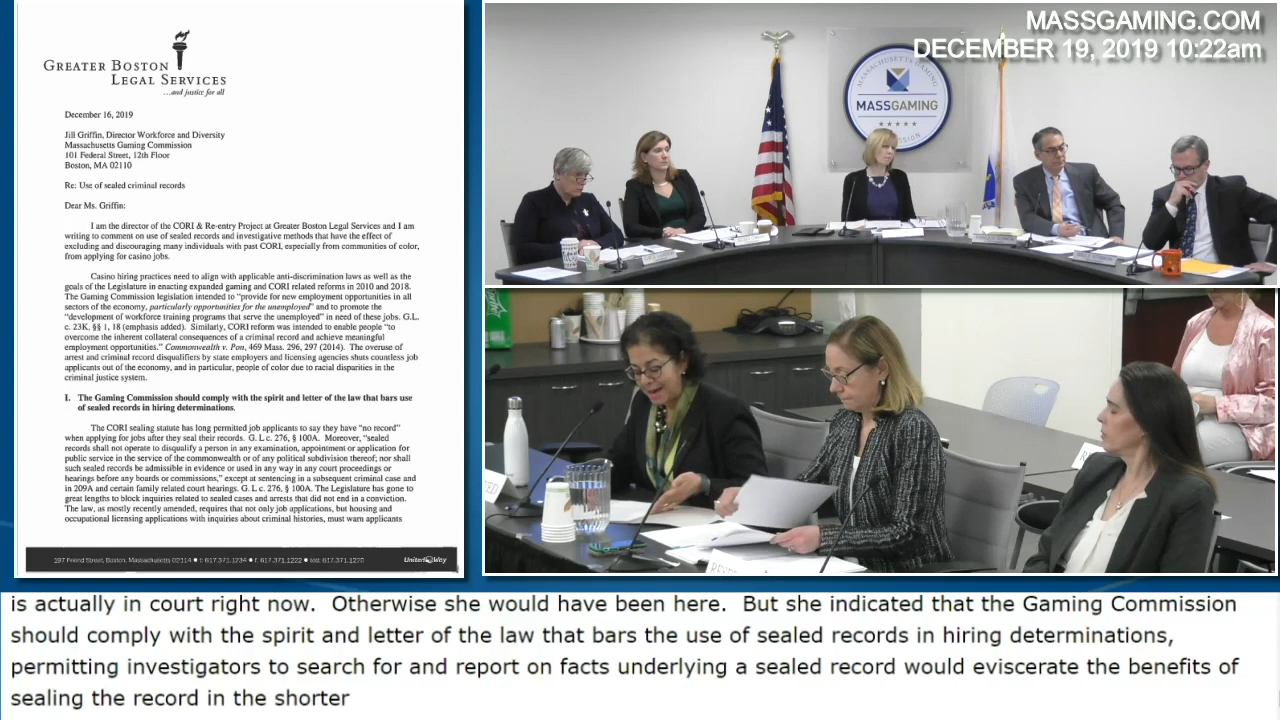 GREATER BOSTON
LEGAL SERVICES
...and justice for all
December 16, 2019
Jill Griffin, Director Workforce and Diversity
Massachusetts Gaming Commission
101 Federal Street, 12th Floor
Boston, MA 02110
Re: Use of sealed criminal records
Dear Ms. Griffin:
I am the director of the CORI & Re-entry Project at Greater Boston Legal Services and I am
writing to comment on use of sealed records and investigative methods that have the effect of
excluding and discouraging many individuals with past CORI, especially from communities of color,
from applying for casino jobs.
Casino hiring practices need to align with applicable anti-discrimination laws as well as the
goals of the Legislature in enacting expanded gaming and CORI related reforms in 2010 and 2018.
The Gaming Commission legislation intended to "provide for new employment opportunities in all
sectors of the economy, particularly opportunities for the unemployed" and to promote the
"development of workforce training programs that serve the unemployed" in need of these jobs. G.L.
c. 23K, §§ 1, 18 (emphasis added). Similarly, CORI reform was intended to enable people "to
overcome the inherent collateral consequences of a criminal record and achieve meaningful
employment opportunities." Commonwealth v. Pon, 469 Mass. 296, 297 (2014). The overuse of
arrest and criminal record disqualifiers by state employers and licensing agencies shuts countless job
applicants out of the economy, and in particular, people of color due to racial disparities in the
criminal justice system.
I. The Gaming Commission should comply with the spirit and letter of the law that bars use
of sealed records in hiring determinations.
The CORI sealing statute has long permitted job applicants to say they have "no record"
when applying for jobs after they seal their records. G. L c. 276, § 100A. Moreover, "sealed
records shall not operate to disqualify a person in any examination, appointment or application for
public service in the service of the commonwealth or of any political subdivision thereof; nor shall
such sealed records be admissible in evidence or used in any way in any court proceedings or
hearings before any boards or commissions," except at sentencing in a subsequent criminal case and
in 209A and certain family related court hearings. G. L c. 276, § 100A. The Legislature has gone to
great lengths to block inquiries related to sealed cases and arrests that did not end in a conviction.
The law, as mostly recently amended, requires that not only job applications, but housing and
occupational licensing applications with inquiries about criminal histories, must warn applicants
197 Friend Street, Boston, Massachusetts 02114 ● t: 617.371.1234 ● f: 617.371.1222 ● tdd: 617.371.1228
United Way
MASSGAMING.COM
DECEMBER 19, 2019 10:22am
MASSACHUSETTS GAMING
MASSGAMING
is actually in court right now. Otherwise she would have been here. But she indicated that the Gaming Commission
should comply with the spirit and letter of the law that bars the use of sealed records in hiring determinations,
permitting investigators to search for and report on facts underlying a sealed record would eviscerate the benefits of
sealing the record in the shorter